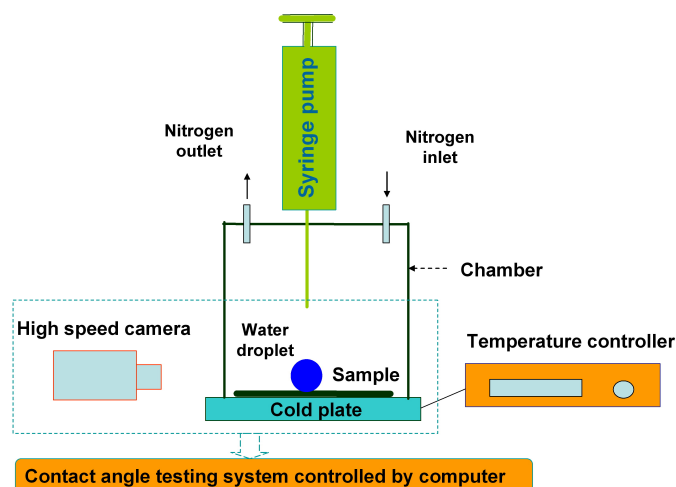 Syringe pump
Nitrogen
outlet
Nitrogen
inlet
Chamber
High speed camera
Water
droplet
Sample
Temperature controller
Cold plate
Contact angle testing system controlled by computer